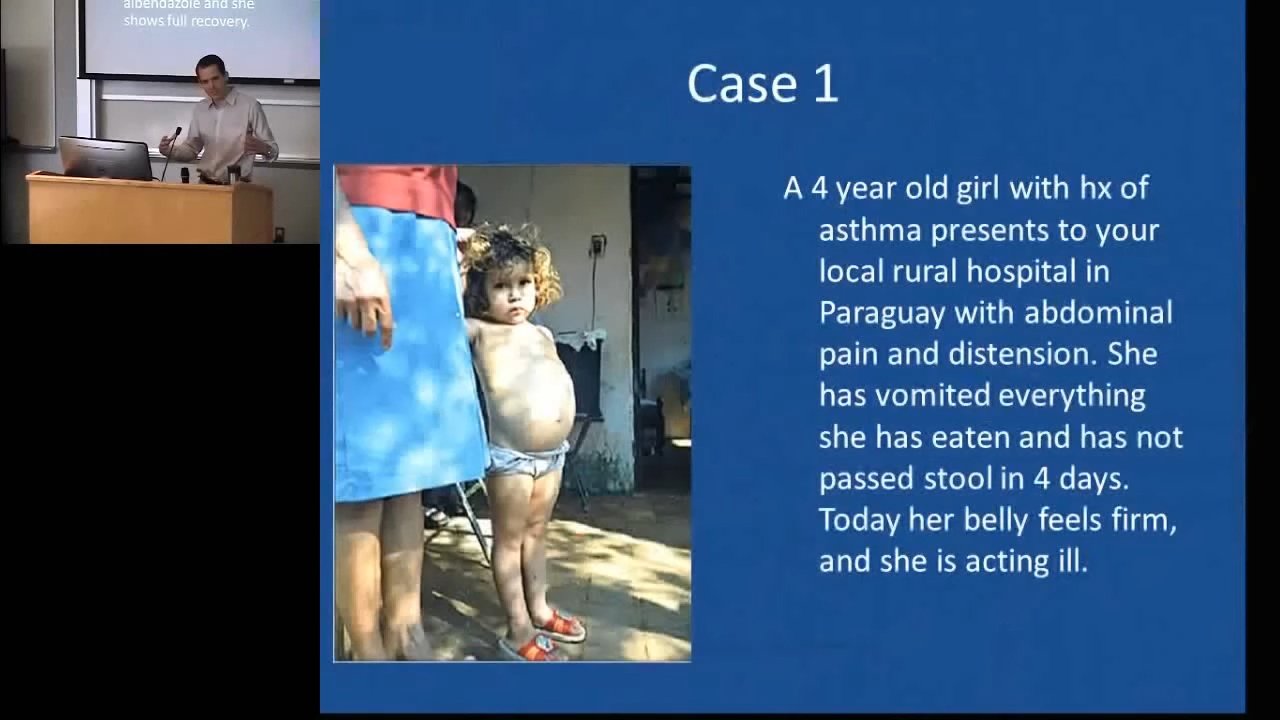 albendazole and she
shows full recovery.
Case 1
A 4 year old girl with hx of
asthma presents to your
local rural hospital in
Paraguay with abdominal
pain and distension. She
has vomited everything
she has eaten and has not
passed stool in 4 days.
Today her belly feels firm,
and she is acting ill.